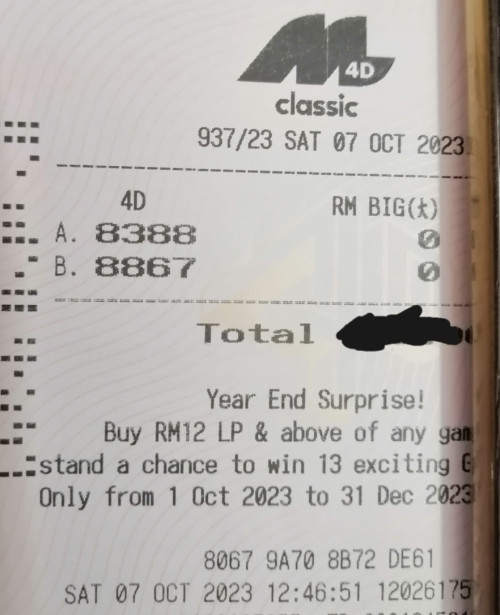 M 4D
classic
937/23 SAT 07 OCT 2023
4D RM BIG(大)
A. 8388 0
B. 8867 0
Total
Year End Surprise!
Buy RM12 LP & above of any gam
stand a chance to win 13 exciting G
Only from 1 Oct 2023 to 31 Dec 2023
8067 9A70 8B72 DE61
SAT 07 OCT 2023 12:46:51 12026175